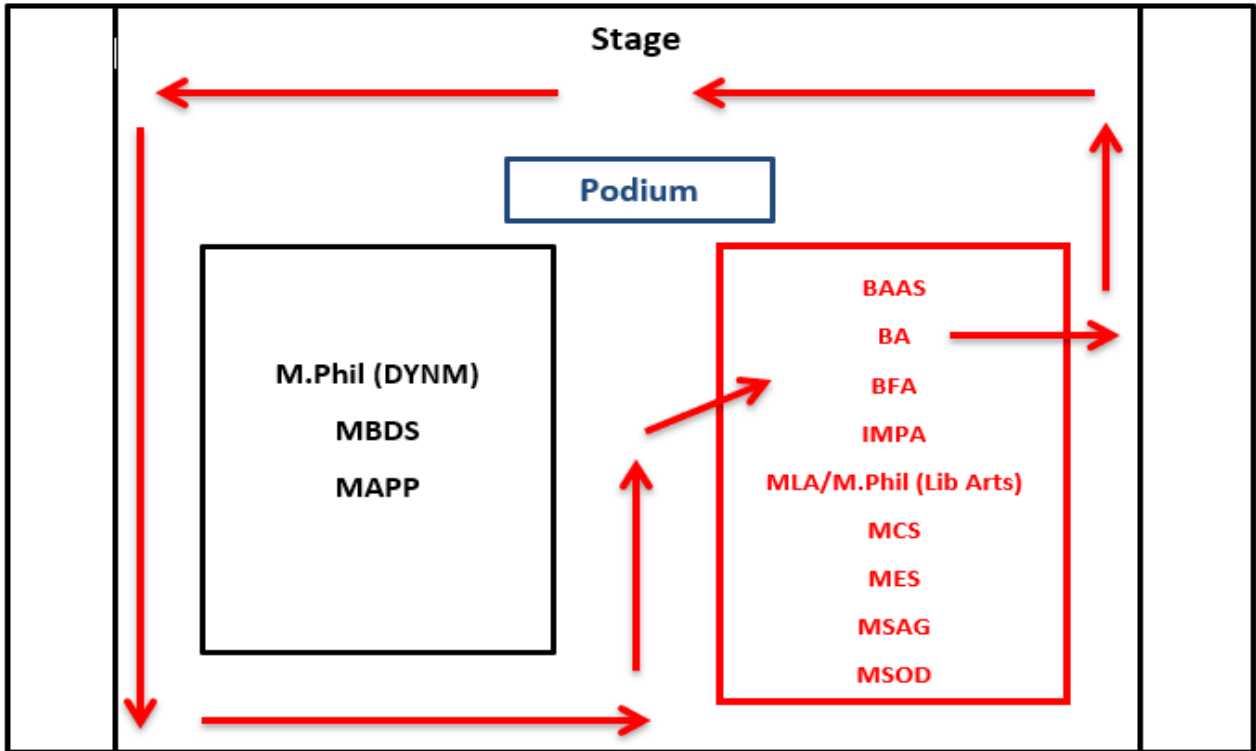 Stage
Podium
M.Phil (DYNM)
MBDS
MAPP
BAAS
BA
BFA
IMPA
MLA/M.Phil (Lib Arts)
MCS
MES
MSAG
MSOD